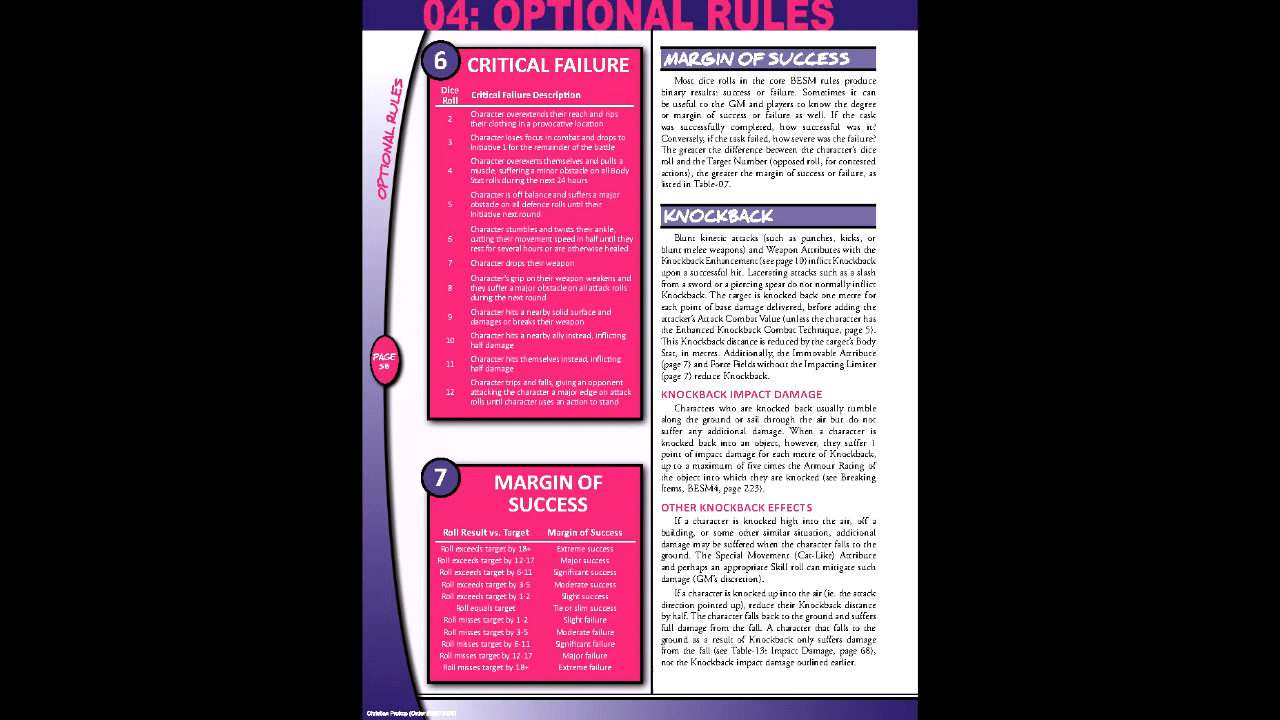 04: OPTIONAL RULES
OPTIONAL RULES
PAGE
58
6
CRITICAL FAILURE
Dice
Roll
Critical Failure Description
2
Character overextends their reach and rips
their clothing in a provocative location
3
Character loses focus in combat and drops to
Initiative 1 for the remainder of the battle
4
Character overexerts themselves and pulls a
muscle, suffering a minor obstacle on all Body
Stat rolls during the next 24 hours
5
Character is off balance and suffers a major
obstacle on all defence rolls until their
Initiative next round
6
Character stumbles and twists their ankle,
cutting their movement speed in half until they
rest for several hours or are otherwise healed
7
Character drops their weapon
8
Character's grip on their weapon weakens and
they suffer a major obstacle on all attack rolls
during the next round
9
Character hits a nearby solid surface and
damages or breaks their weapon
10
Character hits a nearby ally instead, inflicting
half damage
11
Character hits themselves instead, inflicting
half damage
12
Character trips and falls, giving an opponent
attacking the character a major edge on attack
rolls until character uses an action to stand
7
MARGIN OF
SUCCESS
Roll Result vs. Target Margin of Success
Roll exceeds target by 18+ Extreme success
Roll exceeds target by 12-17 Major success
Roll exceeds target by 6-11 Significant success
Roll exceeds target by 3-5 Moderate success
Roll exceeds target by 1-2 Slight success
Roll equals target Tie or slim success
Roll misses target by 1-2 Slight failure
Roll misses target by 3-5 Moderate failure
Roll misses target by 6-11 Significant failure
Roll misses target by 12-17 Major failure
Roll misses target by 18+ Extreme failure
MARGIN OF SUCCESS
Most dice rolls in the core BESM rules produce
binary results: success or failure. Sometimes it can
be useful to the GM and players to know the degree
or margin of success or failure as well. If the task
was successfully completed, how successful was it?
Conversely, if the task failed, how severe was the failure?
The greater the difference between the character's dice
roll and the Target Number (opposed roll, for contested
actions), the greater the margin of success or failure, as
listed in Table-07.
KNOCKBACK
Blunt kinetic attacks (such as punches, kicks, or
blunt melee weapons) and Weapon Attributes with the
Knockback Enhancement (see page 10) inflict Knockback
upon a successful hit. Lacerating attacks such as a slash
from a sword or a piercing spear do not normally inflict
Knockback. The target is knocked back one metre for
each point of base damage delivered, before adding the
attacker's Attack Combat Value (unless the character has
the Enhanced Knockback Combat Technique, page 5).
This Knockback distance is reduced by the target's Body
Stat, in metres. Additionally, the Immovable Attribute
(page 7) and Force Fields without the Impacting Limiter
(page 7) reduce Knockback.
KNOCKBACK IMPACT DAMAGE
Characters who are knocked back usually tumble
along the ground or sail through the air but do not
suffer any additional damage. When a character is
knocked back into an object, however, they suffer 1
point of impact damage for each metre of Knockback,
up to a maximum of five times the Armour Rating of
the object into which they are knocked (see Breaking
Items, BESM4, page 223).
OTHER KNOCKBACK EFFECTS
If a character is knocked high into the air, off a
building, or some other similar situation, additional
damage may be suffered when the character falls to the
ground. The Special Movement (Cat-Like) Attribute
and perhaps an appropriate Skill roll can mitigate such
damage (GM's discretion).
If a character is knocked up into the air (ie. the attack
direction pointed up), reduce their Knockback distance
by half. The character falls back to the ground and suffers
full damage from the fall. A character that falls to the
ground as a result of Knockback only suffers damage
from the fall (see Table-13: Impact Damage, page 68),
not the Knockback impact damage outlined earlier.
Christian Prokop (Order